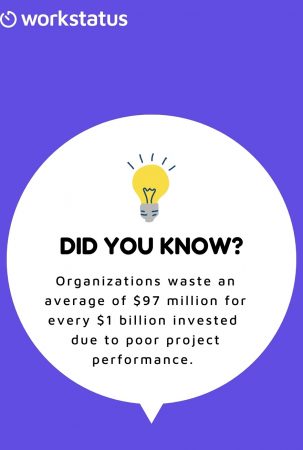 workstatus
DID YOU KNOW?
Organizations waste an
average of $97 million for
every $1 billion invested
due to poor project
performance.